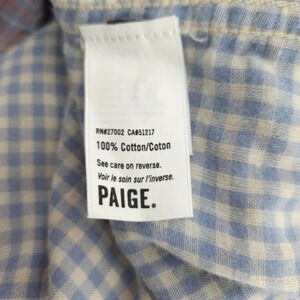 RN#27002 CA#51217
100% Cotton/Coton
See care on reverse.
Voir le soin sur l'inverse.
PAIGE.